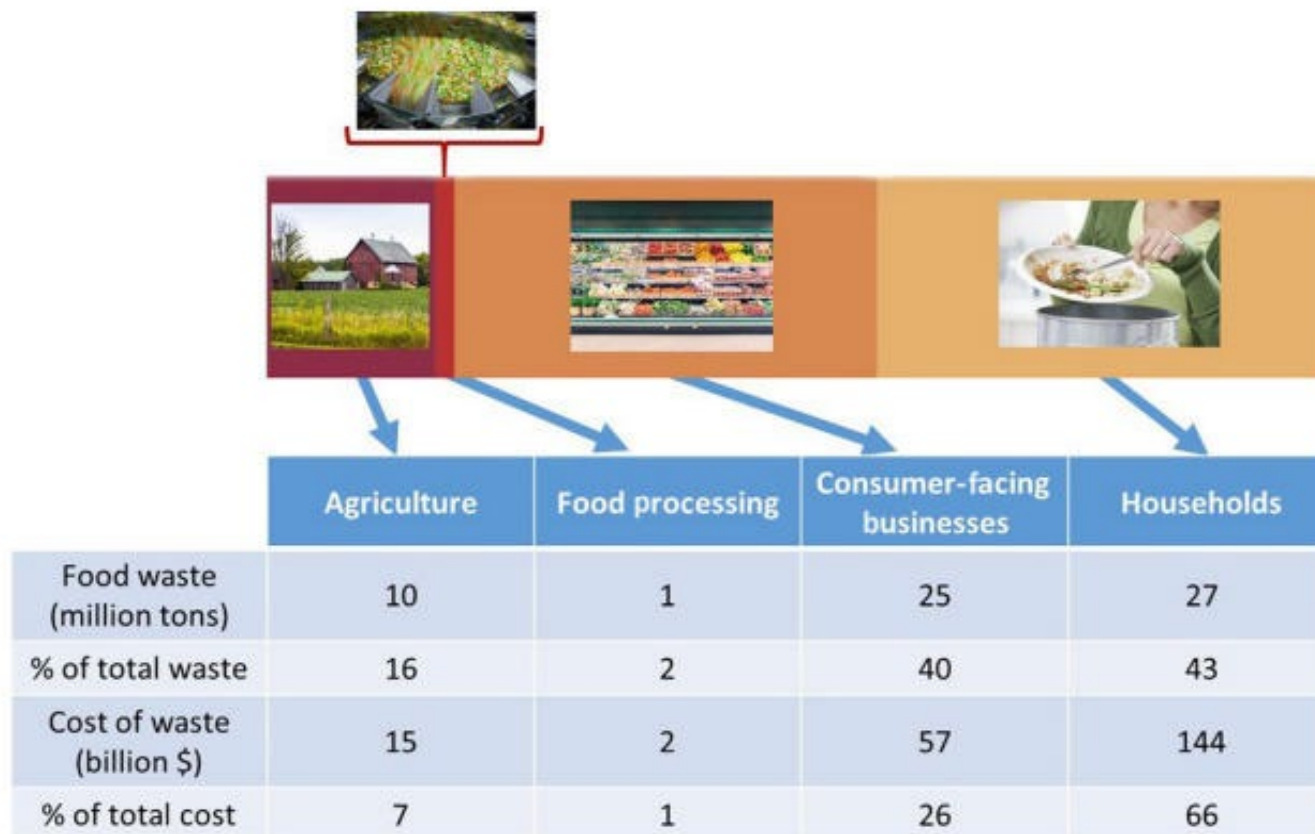 Agriculture Food processing Consumer-facing businesses Households
Food waste (million tons) 10 1 25 27
% of total waste 16 2 40 43
Cost of waste (billion $) 15 2 57 144
% of total cost 7 1 26 66